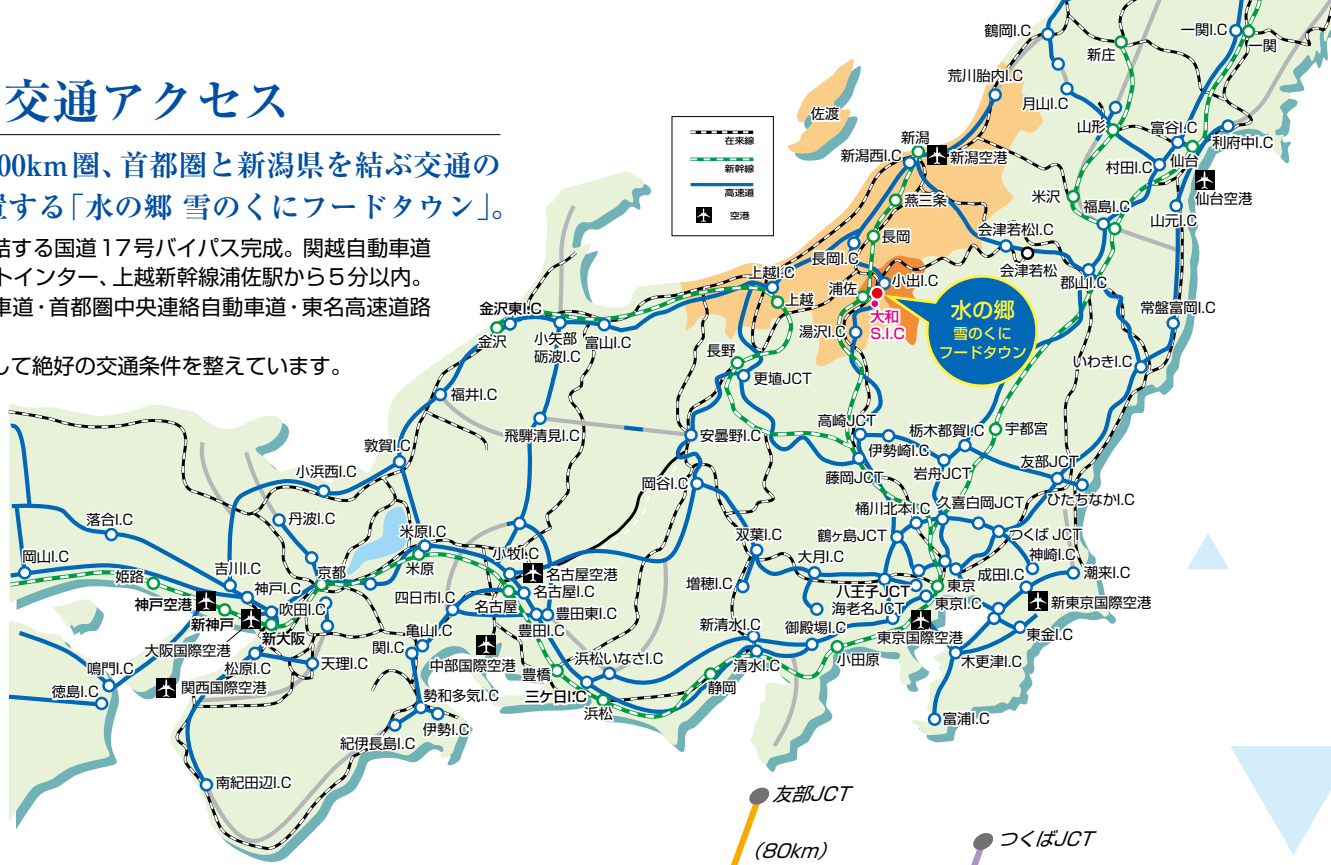 交通アクセス
00km圏、首都圏と新潟県を結ぶ交通の
置する「水の郷 雪のくにフードタウン」。
結する国道17号バイパス完成。関越自動車道
トインター、上越新幹線浦佐駅から5分以内。
車道・首都圏中央連絡自動車道・東名高速道路
して絶好の交通条件を整えています。
在来線
新幹線
高速道
空港
佐渡
鶴岡I.C
新庄
一関I.C
一関
荒川胎内I.C
月山I.C
山形
富谷I.C
利府中I.C
新潟
新潟西I.C
新潟空港
村田I.C
仙台
仙台空港
燕三条
米沢
福島I.C
山元I.C
長岡
長岡I.C
会津若松I.C
会津若松
郡山I.C
上越I.C
上越
浦佐
小出I.C
大和
S.I.C
水の郷
雪のくに
フードタウン
常盤富岡I.C
湯沢I.C
金沢東I.C
金沢
小矢部
砺波I.C
富山I.C
長野
更埴JCT
いわきI.C
福井I.C
飛騨清見I.C
安曇野I.C
高崎JCT
伊勢崎I.C
栃木都賀I.C
宇都宮
敦賀I.C
小浜西I.C
岡谷I.C
藤岡JCT
岩舟JCT
友部JCT
ひたちなかI.C
落合I.C
丹波I.C
米原I.C
米原
小牧I.C
双葉I.C
桶川北本I.C
久喜白岡JCT
鶴ヶ島JCT
つくば JCT
岡山I.C
姫路
吉川I.C
神戸I.C
京都
名古屋空港
名古屋I.C
名古屋
増穂I.C
大月I.C
八王子JCT
東京
成田I.C
神崎I.C
潮来I.C
神戸空港
新神戸
吹田I.C
新大阪
四日市I.C
豊田東I.C
豊田I.C
海老名JCT
東京I.C
新東京国際空港
大阪国際空港
亀山I.C
関I.C
新清水I.C
御殿場I.C
東京国際空港
東金I.C
鳴門I.C
松原I.C
天理I.C
中部国際空港
浜松いなさI.C
清水I.C
小田原
木更津I.C
徳島I.C
関西国際空港
勢和多気I.C
豊橋
三ケ日I.C
静岡
浜松
伊勢I.C
紀伊長島I.C
富浦I.C
南紀田辺I.C
友部JCT
(80km)
つくばJCT